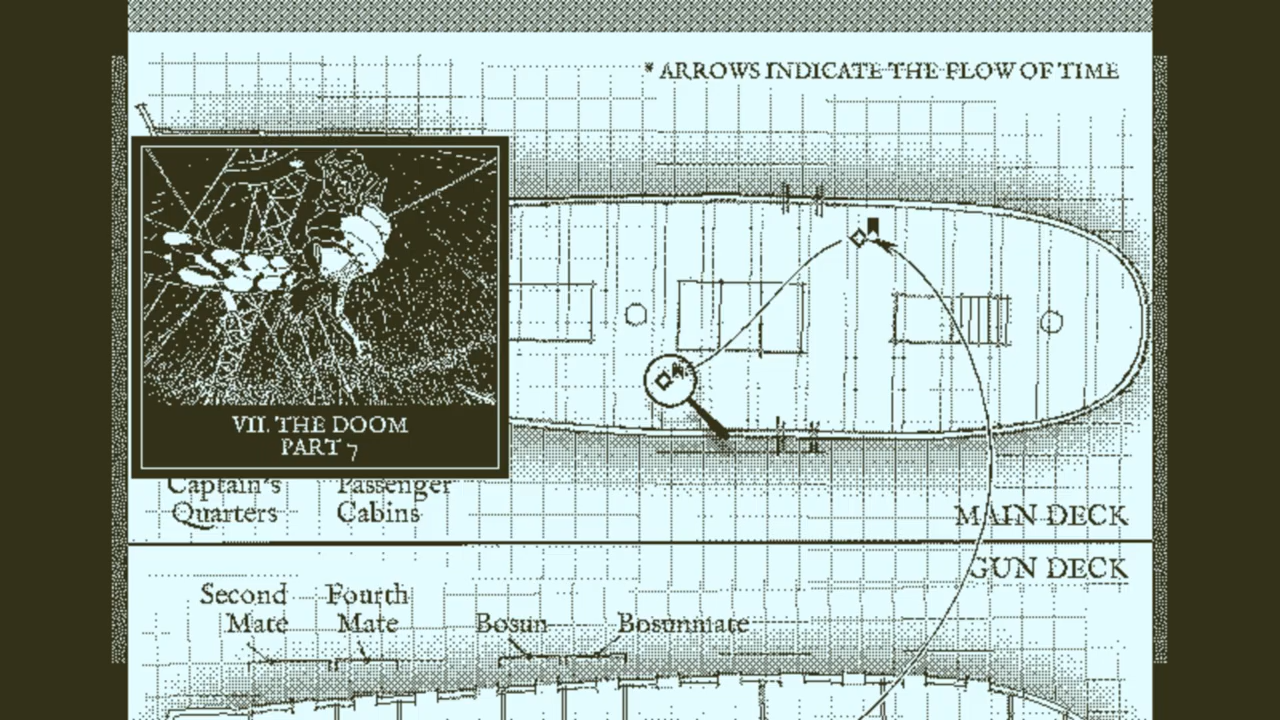 * ARROWS INDICATE THE FLOW OF TIME
VII. THE DOOM
PART 7
Captain's
Quarters
Passenger
Cabins
MAIN DECK
GUN DECK
Second
Mate
Fourth
Mate
Bosun
Bosunmate